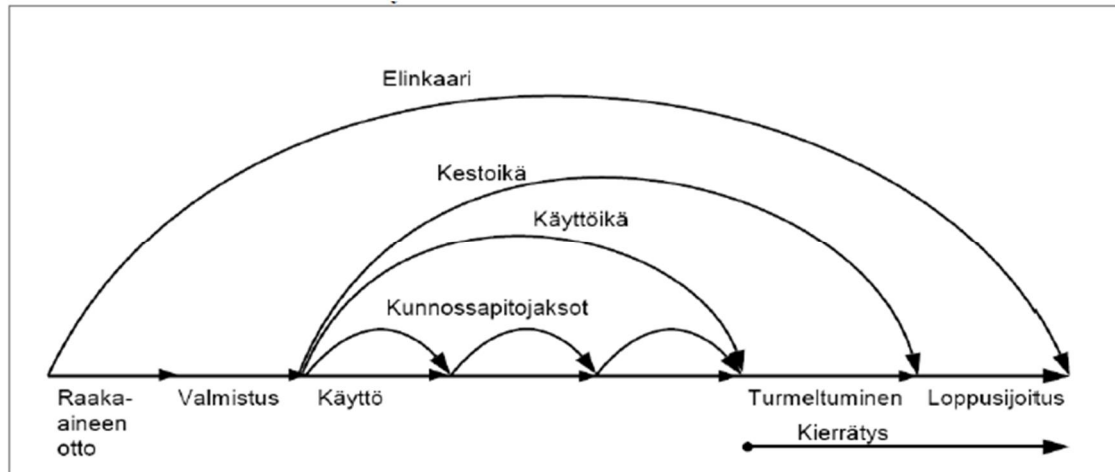 Elinkaari
Kestoikä
Käyttöikä
Kunnossapitojaksot
Raaka-
aineen
otto
Valmistus
Käyttö
Turmeltuminen
Loppusijoitus
Kierrätys